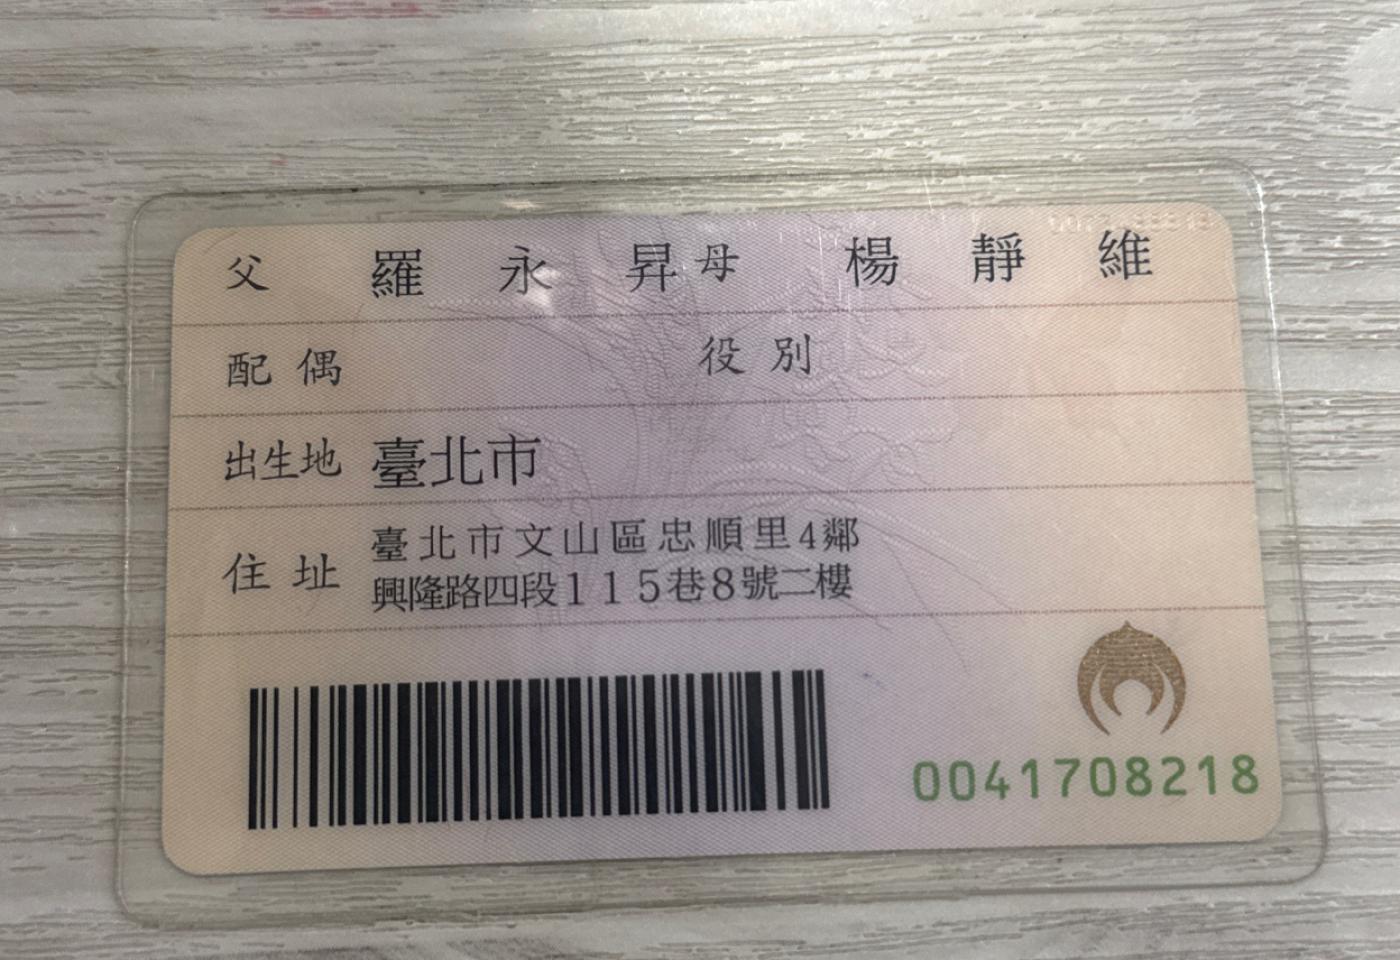 父 羅永昇 母 楊靜維
配偶 役別
出生地 臺北市
住址 臺北市文山區忠順里4鄰
興隆路四段115巷8號二樓
0041708218